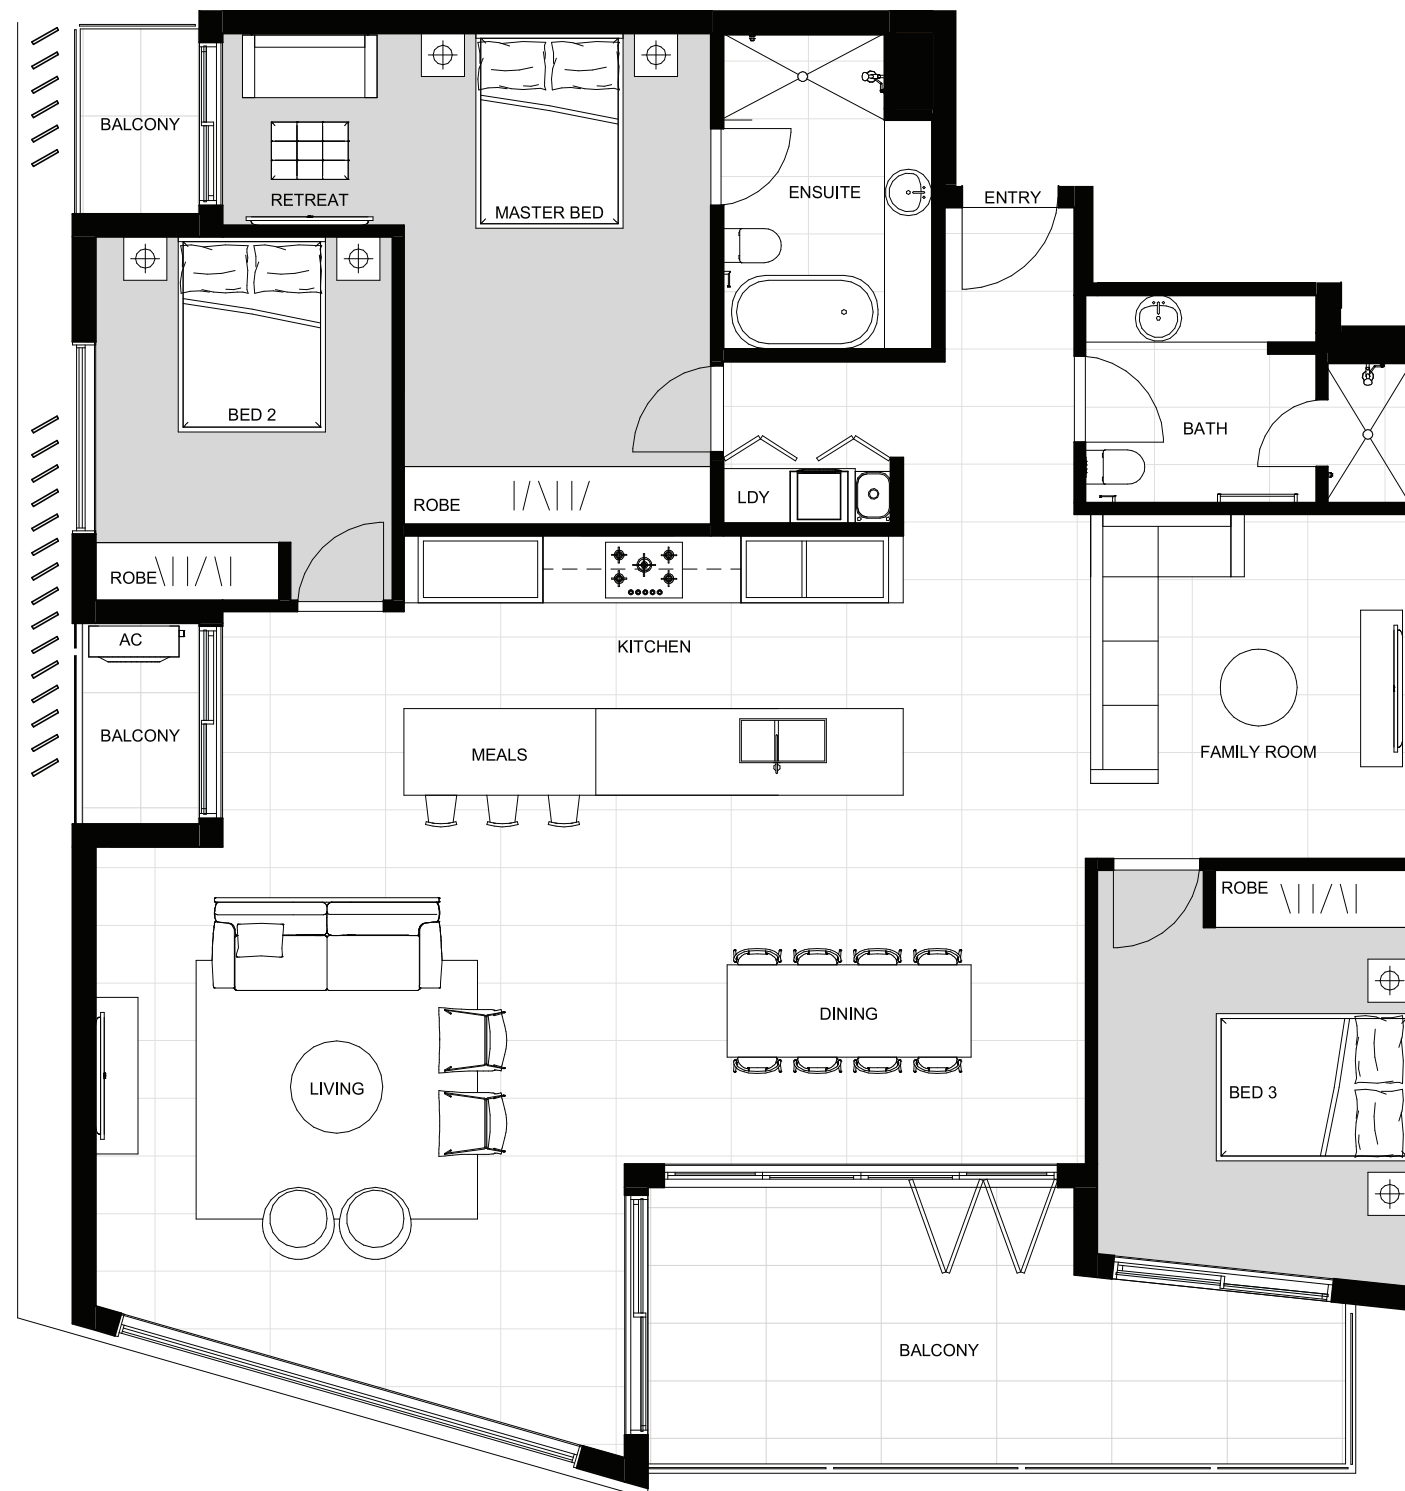 BALCONY
RETREAT
MASTER BED
ENSUITE
ENTRY
BED 2
BATH
ROBE
LDY
ROBE
AC
KITCHEN
BALCONY
MEALS
FAMILY ROOM
ROBE
DINING
LIVING
BED 3
BALCONY